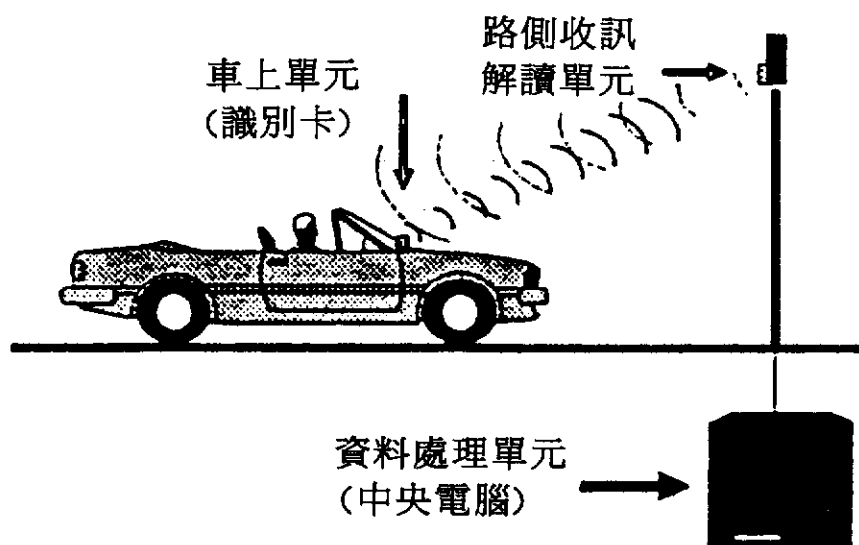 路側收訊
解讀單元
車上單元
(識別卡)
資料處理單元
(中央電腦)